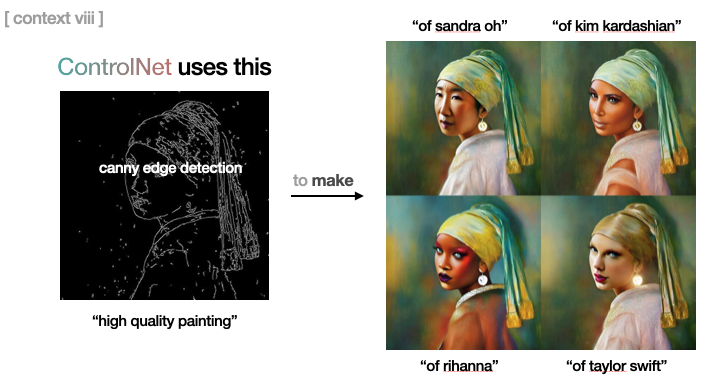 [ context viii ]
ControlNet uses this
canny edge detection
"high quality painting"
to make
“of sandra oh”
“of kim kardashian”
“of rihanna”
“of taylor swift”